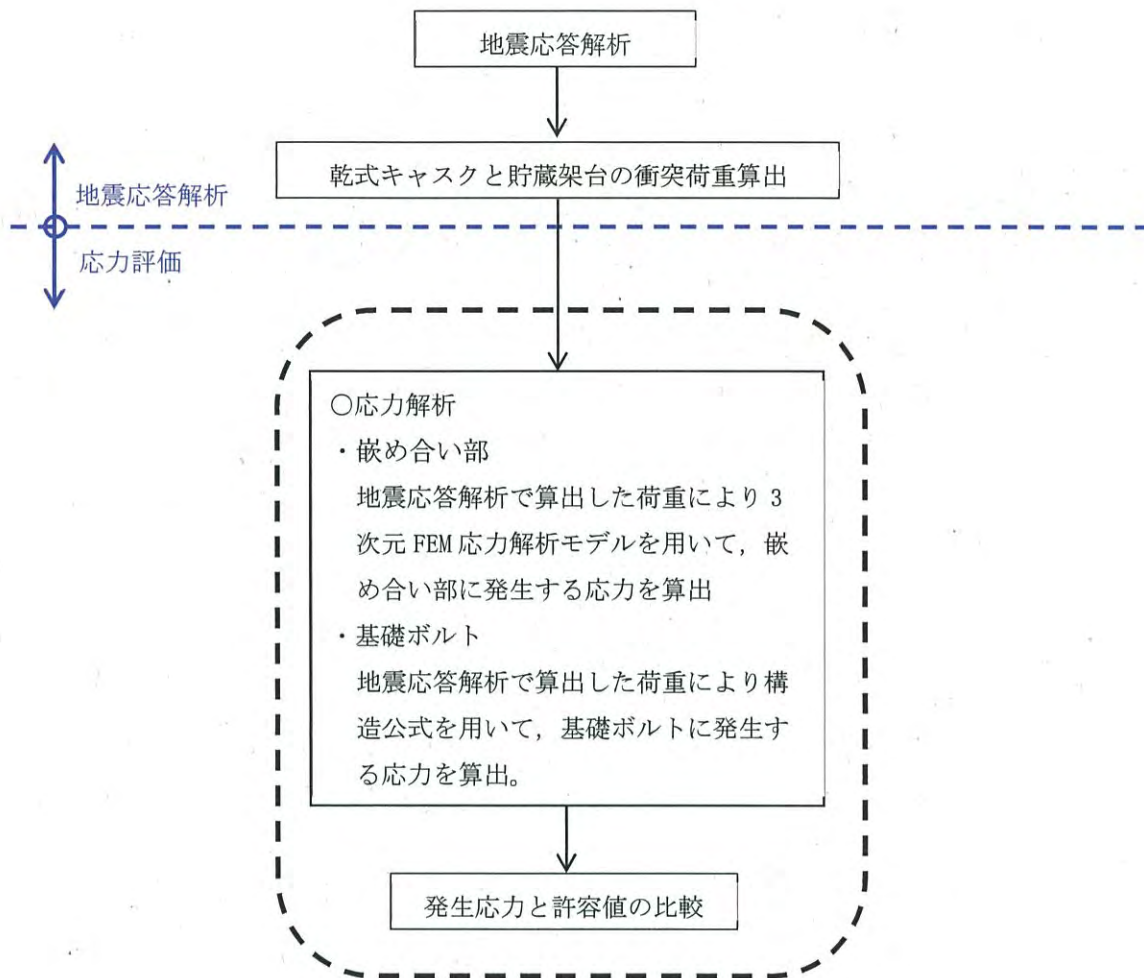 地震応答解析
乾式キャスクと貯蔵架台の衝突荷重算出
地震応答解析
応力評価
○応力解析
・嵌め合い部
地震応答解析で算出した荷重により 3
次元 FEM 応力解析モデルを用いて，嵌
め合い部に発生する応力を算出
・基礎ボルト
地震応答解析で算出した荷重により構
造公式を用いて，基礎ボルトに発生す
る応力を算出。
発生応力と許容値の比較